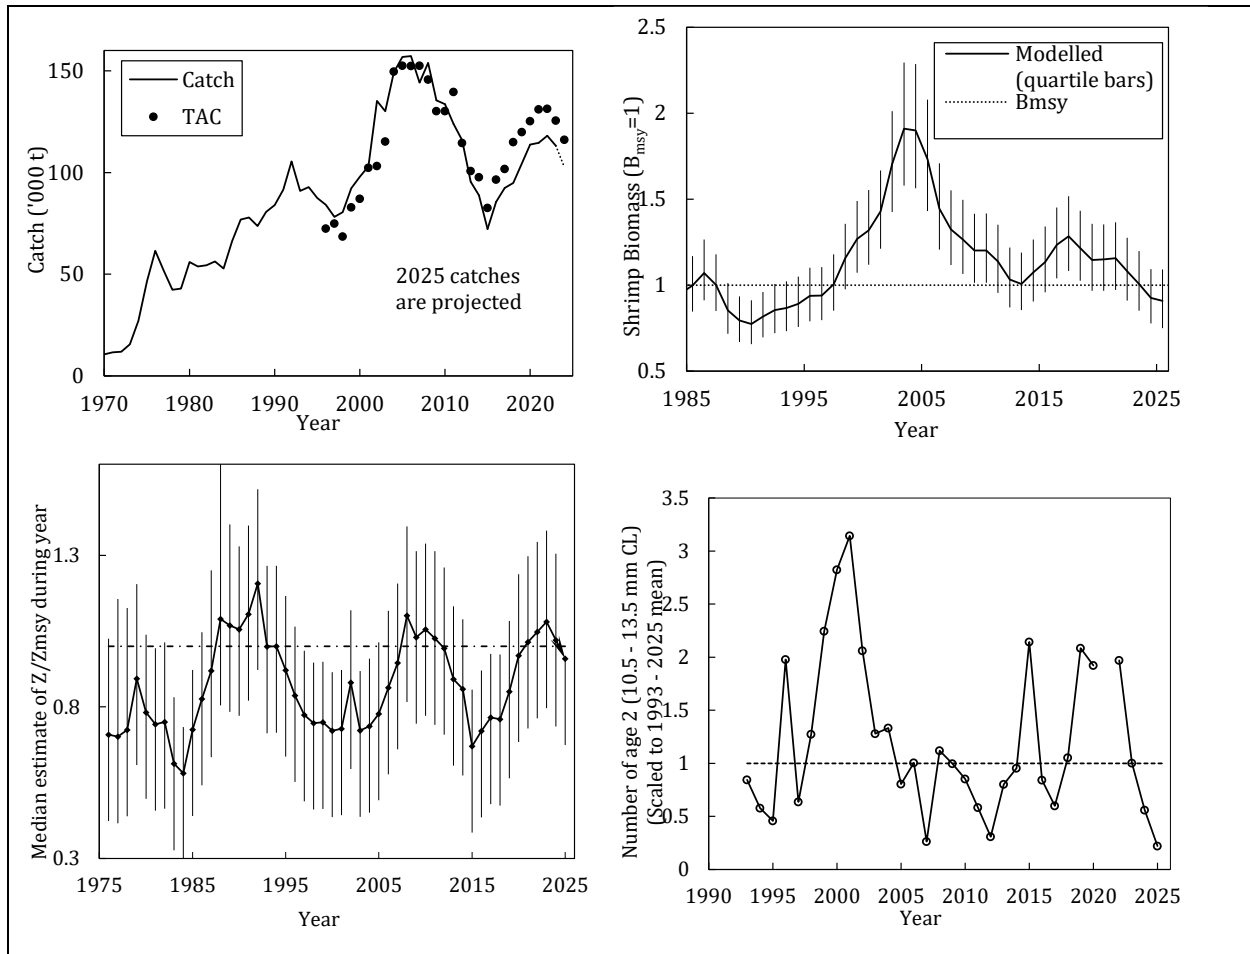 150
100
50
0
Catch ('000 t)
Catch
TAC
2025 catches
are projected
1970 1980 1990 2000 2010 2020
Year
2.5
2
1.5
1
0.5
Shrimp Biomass (Bmsy=1)
Modelled
(quartile bars)
Bmsy
1985 1995 2005 2015 2025
Year
1.3
0.8
0.3
Median estimate of Z/Zmsy during year
1975 1985 1995 2005 2015 2025
Year
3.5
3
2.5
2
1.5
1
0.5
0
Number of age 2 (10.5 - 13.5 mm CL)
(Scaled to 1993 - 2025 mean)
1990 1995 2000 2005 2010 2015 2020 2025
Year